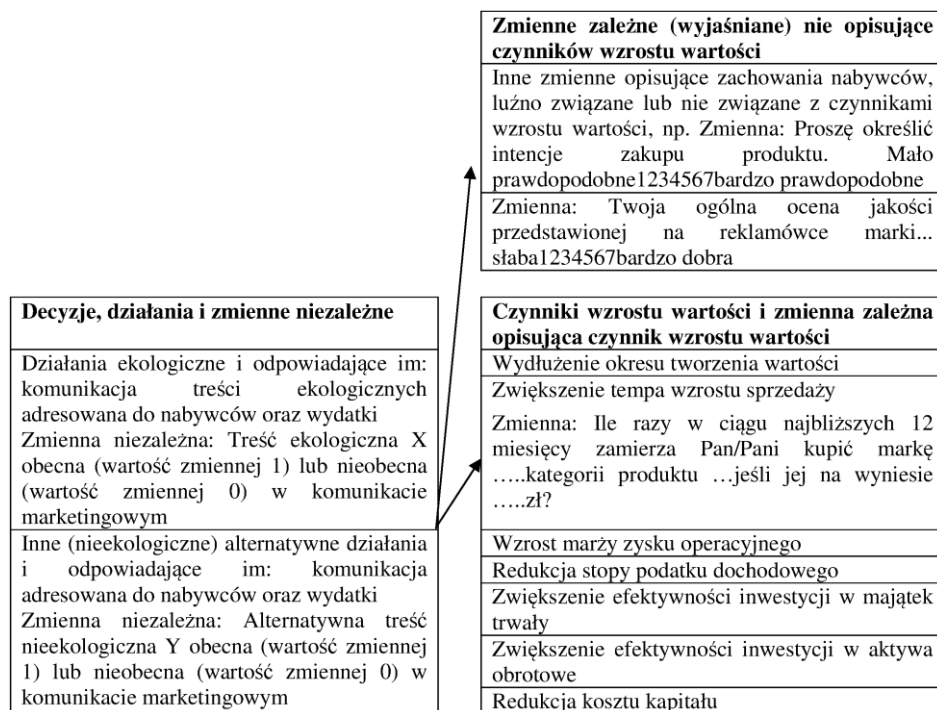 Zmienne zależne (wyjaśniane) nie opisujące
czynników wzrostu wartości
Inne zmienne opisujące zachowania nabywców,
luźno związane lub nie związane z czynnikami
wzrostu wartości, np. Zmienna: Proszę określić
intencje zakupu produktu. Mało
prawdopodobne1234567bardzo prawdopodobne
Zmienna: Twoja ogólna ocena jakości
przedstawionej na reklamówce marki...
słaba1234567bardzo dobra
Decyzje, działania i zmienne niezależne
Działania ekologiczne i odpowiadające im:
komunikacja treści ekologicznych
adresowana do nabywców oraz wydatki
Zmienna niezależna: Treść ekologiczna X
obecna (wartość zmiennej 1) lub nieobecna
(wartość zmiennej 0) w komunikacie
marketingowym
Inne (nieekologiczne) alternatywne działania
i odpowiadające im: komunikacja
adresowana do nabywców oraz wydatki
Zmienna niezależna: Alternatywna treść
nieekologiczna Y obecna (wartość zmiennej
1) lub nieobecna (wartość zmiennej 0) w
komunikacie marketingowym
Czynniki wzrostu wartości i zmienna zależna
opisująca czynnik wzrostu wartości
Wydłużenie okresu tworzenia wartości
Zwiększenie tempa wzrostu sprzedaży
Zmienna: Ile razy w ciągu najbliższych 12
miesięcy zamierza Pan/Pani kupić markę
…..kategorii produktu …jeśli jej na wyniesie
…..zł?
Wzrost marży zysku operacyjnego
Redukcja stopy podatku dochodowego
Zwiększenie efektywności inwestycji w majątek
trwały
Zwiększenie efektywności inwestycji w aktywa
obrotowe
Redukcja kosztu kapitału